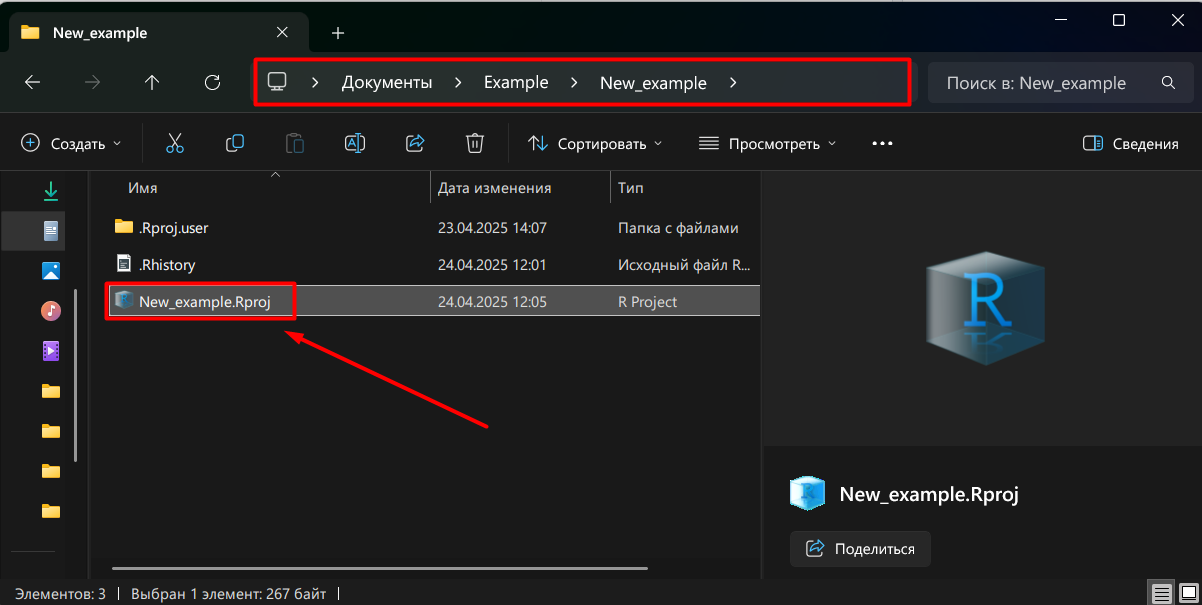 New_example
Документы Example New_example
Поиск в: New_example
Создать Сортировать Просмотреть Сведения
Имя Дата изменения Тип
.Rproj.user 23.04.2025 14:07 Папка с файлами
.Rhistory 24.04.2025 12:01 Исходный файл R...
New_example.Rproj 24.04.2025 12:05 R Project
R
New_example.Rproj
Поделиться
Элементов: 3 Выбран 1 элемент: 267 байт